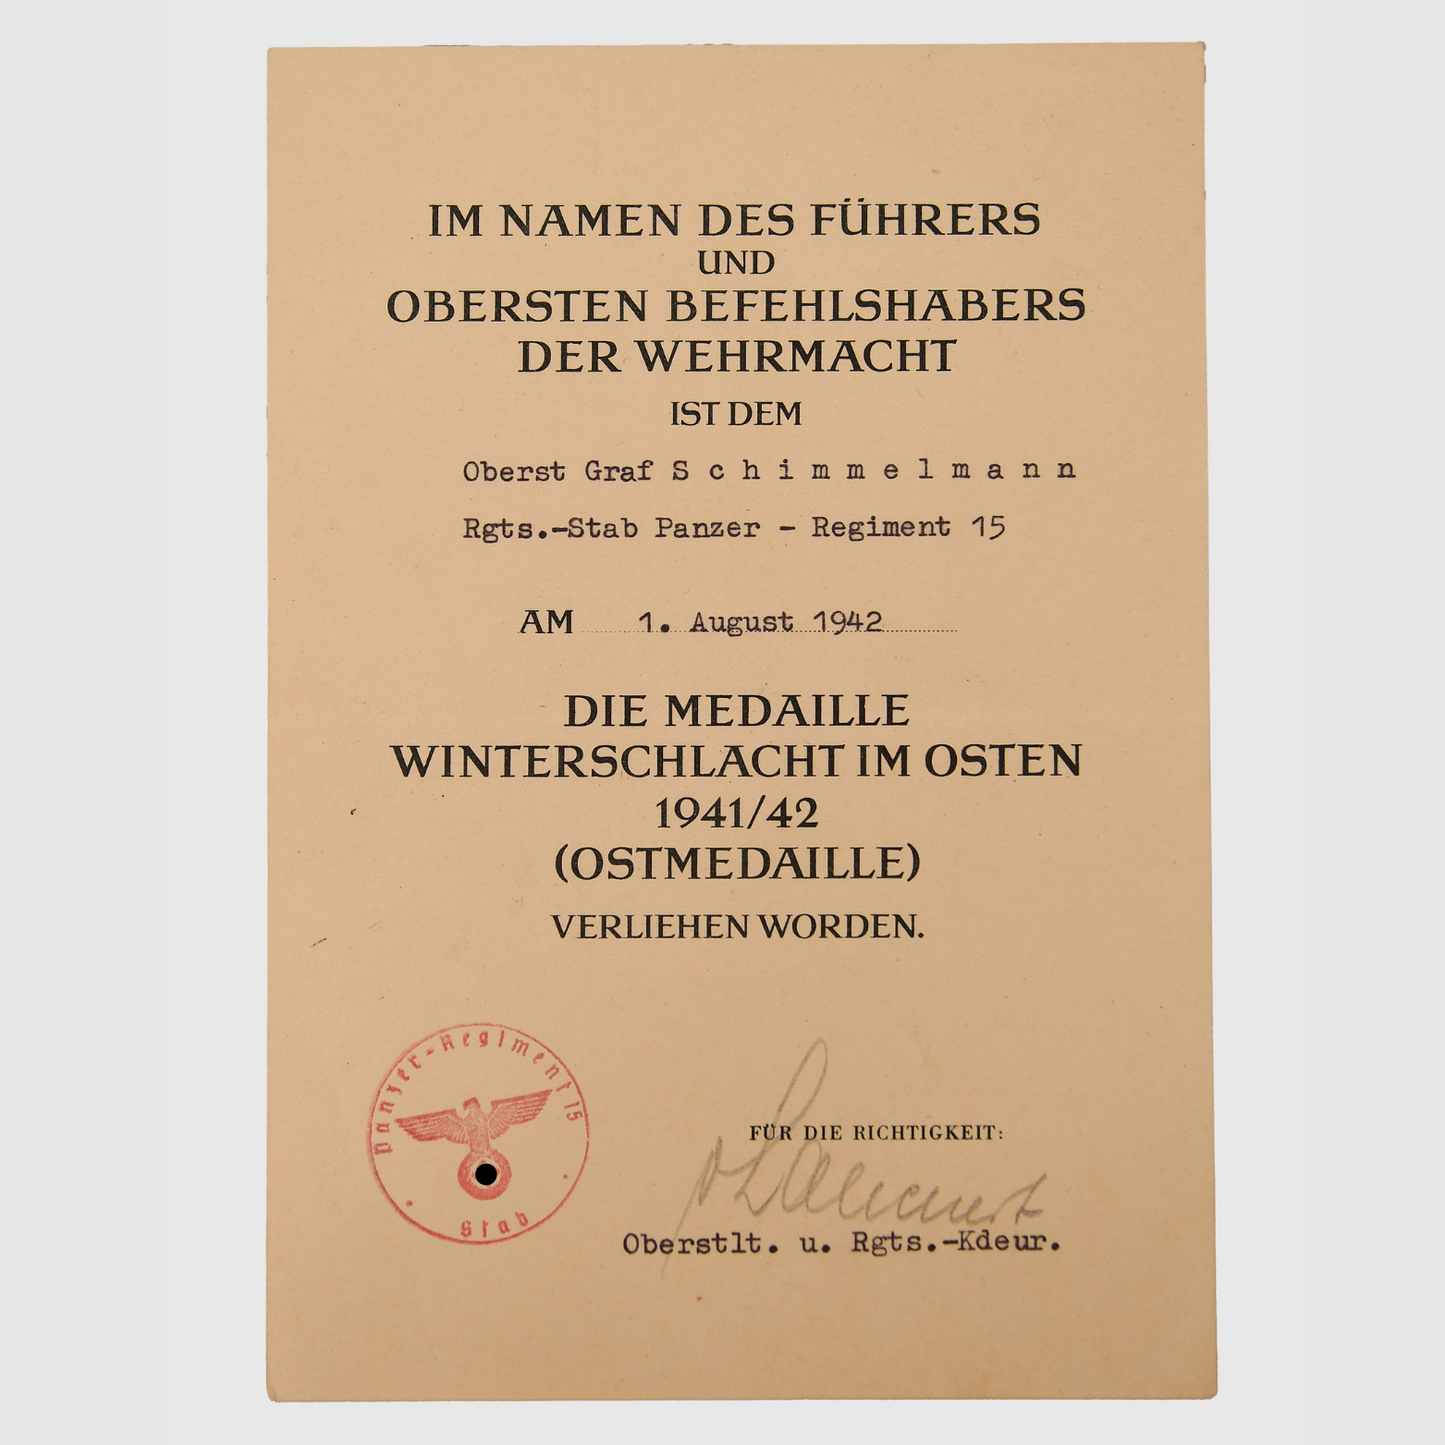 IM NAMEN DES FÜHRERS
UND
OBERSTEN BEFEHLSHABERS
DER WEHRMACHT
IST DEM
Oberst Graf S c h i m m e l m a n n
Rgts.-Stab Panzer - Regiment 15
AM 1. August 1942
DIE MEDAILLE
WINTERSCHLACHT IM OSTEN
1941/42
(OSTMEDAILLE)
VERLIEHEN WORDEN.
Panzer-Regiment 15
Stab
FÜR DIE RICHTIGKEIT:
Oberstlt. u. Rgts.-Kdeur.